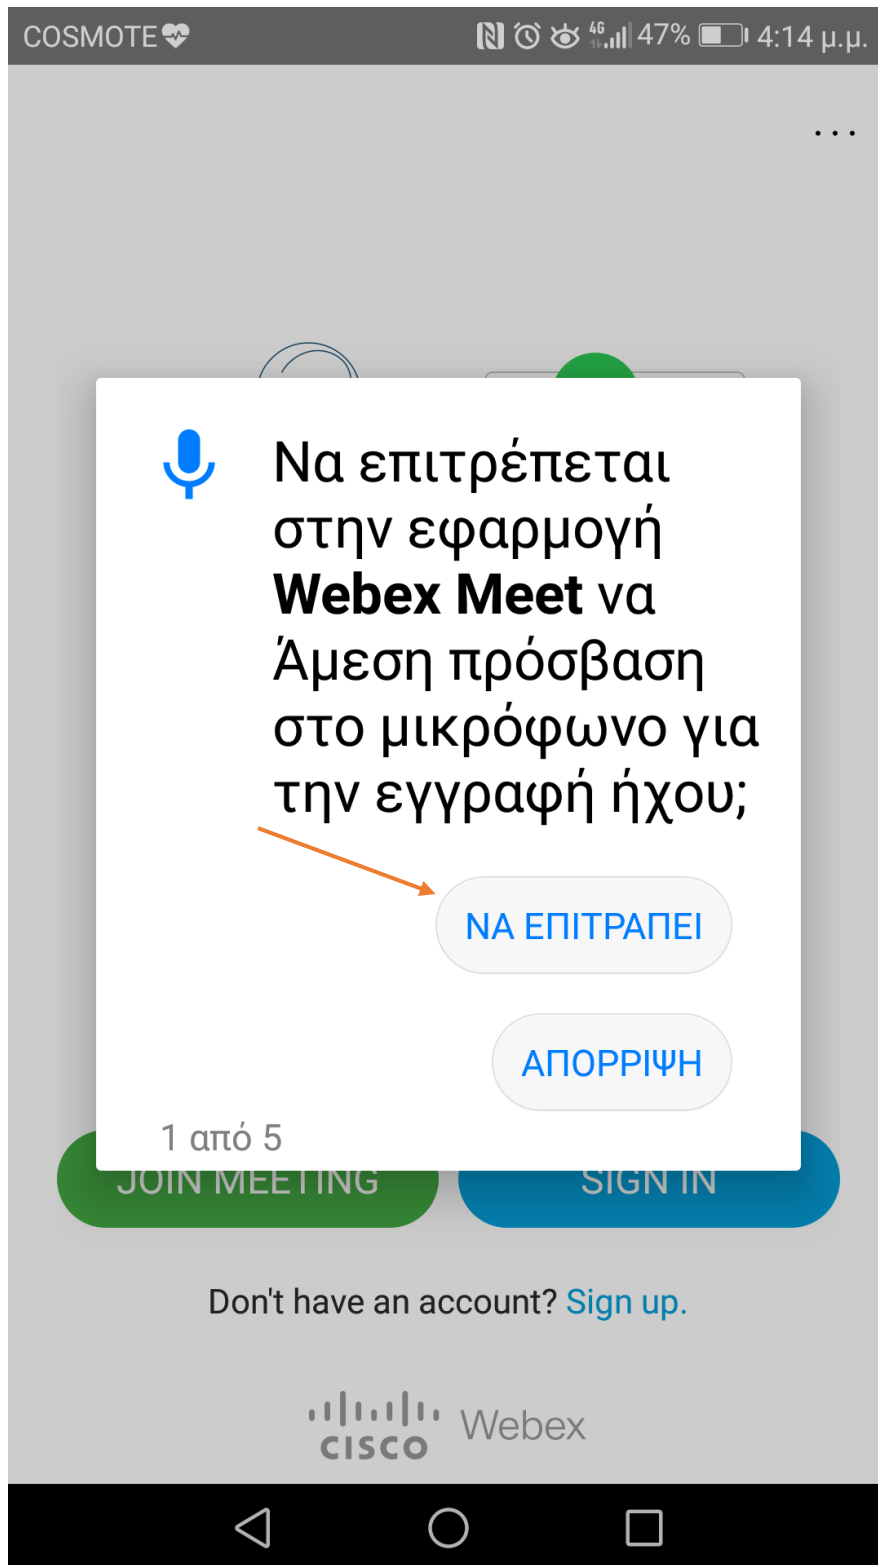 COSMOTE 4G 47% 4:14 μ.μ.
...
Να επιτρέπεται
στην εφαρμογή
Webex Meet να
Άμεση πρόσβαση
στο μικρόφωνο για
την εγγραφή ήχου;
ΝΑ ΕΠΙΤΡΑΠΕΙ
ΑΠΟΡΡΙΨΗ
1 από 5
JOIN MEETING SIGN IN
Don't have an account? Sign up.
CISCO Webex